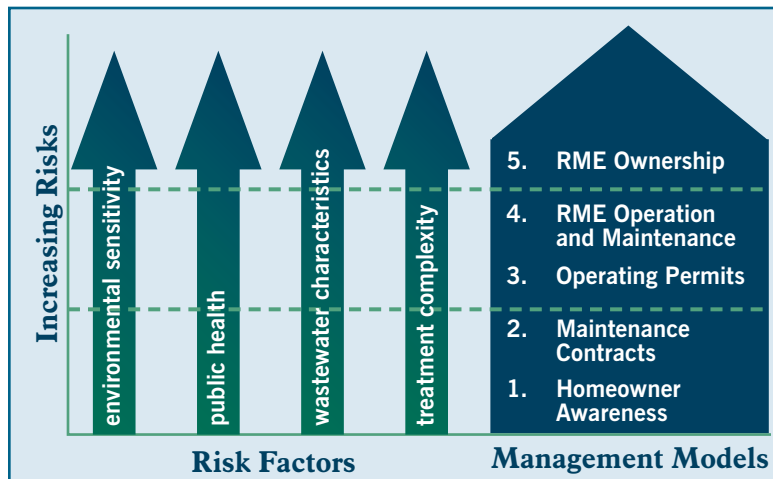 Increasing Risks
environmental sensitivity
public health
wastewater characteristics
treatment complexity
5. RME Ownership
4. RME Operation
and Maintenance
3. Operating Permits
2. Maintenance
Contracts
1. Homeowner
Awareness
Risk Factors
Management Models